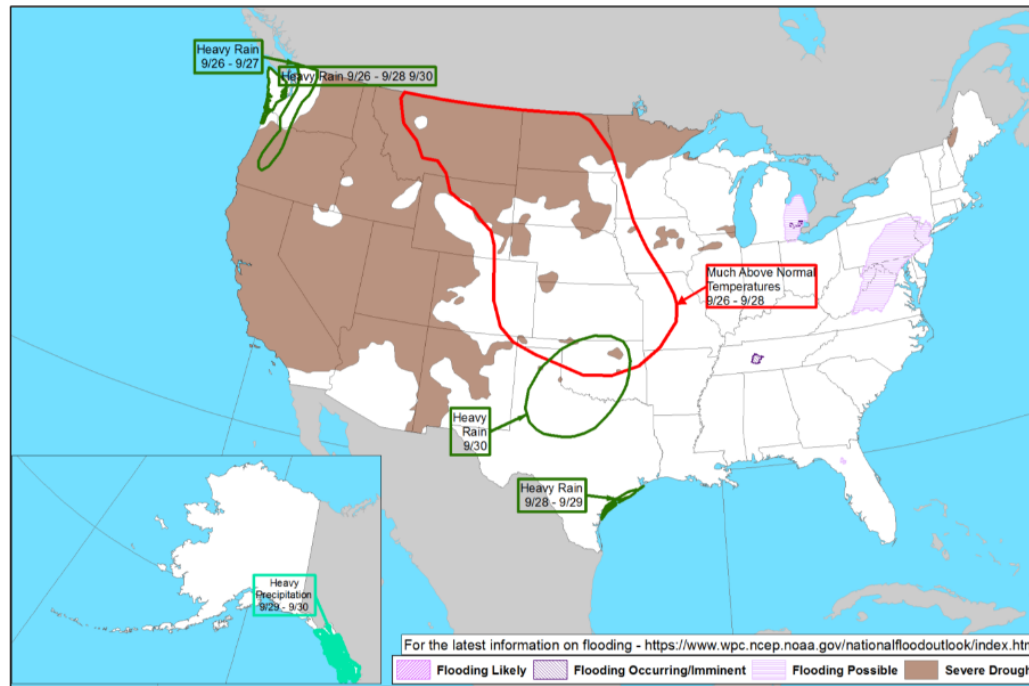 Heavy Rain
9/26 - 9/27
Heavy Rain 9/26 - 9/28 9/30
Much Above Normal
Temperatures
9/26 - 9/28
Heavy
Rain
9/30
Heavy Rain
9/28 - 9/29
Heavy
Precipitation
9/29 - 9/30
For the latest information on flooding - https://www.wpc.ncep.noaa.gov/nationalfloodoutlook/index.htm
Flooding Likely
Flooding Occurring/Imminent
Flooding Possible
Severe Drough